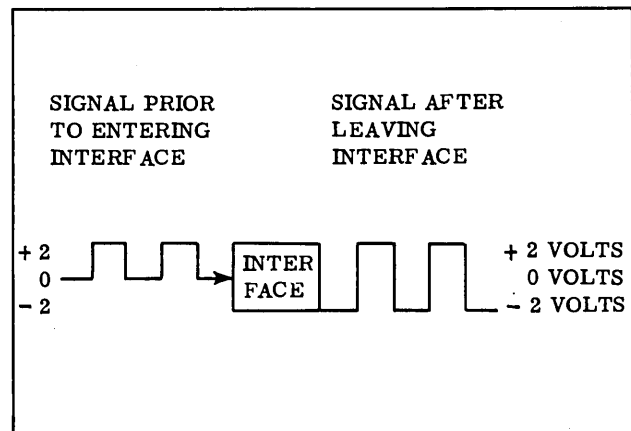 SIGNAL PRIOR
TO ENTERING
INTERFACE
SIGNAL AFTER
LEAVING
INTERFACE
+ 2
0
- 2
INTER
FACE
+ 2 VOLTS
0 VOLTS
- 2 VOLTS